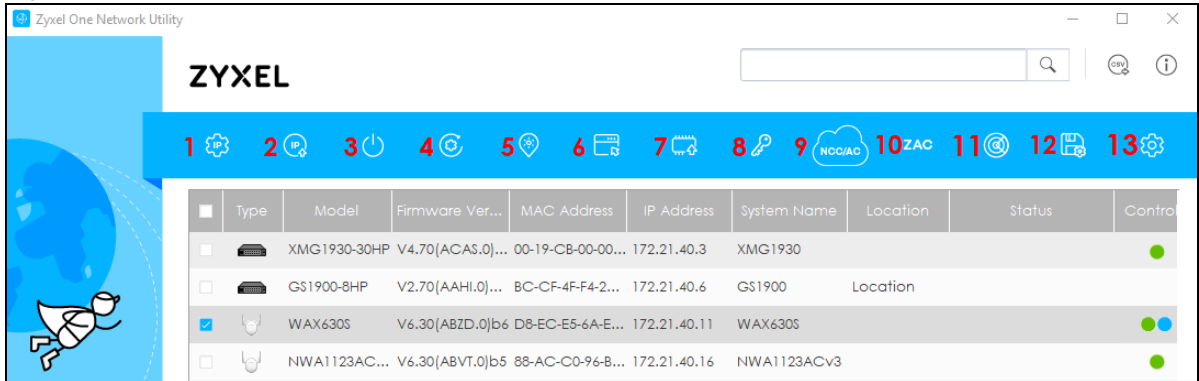 Zyxel One Network Utility
ZYXEL
CSV
1 IP 2 IP 3 4 5 6 7 8 9 NCC/AC 10 ZAC 11 12 13
Type Model Firmware Ver... MAC Address IP Address System Name Location Status Control
XMG1930-30HP V4.70(ACAS.0)... 00-19-CB-00-00... 172.21.40.3 XMG1930
GS1900-8HP V2.70(AAHI.0)... BC-CF-4F-F4-2... 172.21.40.6 GS1900 Location
WAX630S V6.30(ABZD.0)b6 D8-EC-E5-6A-E... 172.21.40.11 WAX630S
NWA1123AC... V6.30(ABVT.0)b5 88-AC-C0-96-B... 172.21.40.16 NWA1123ACv3